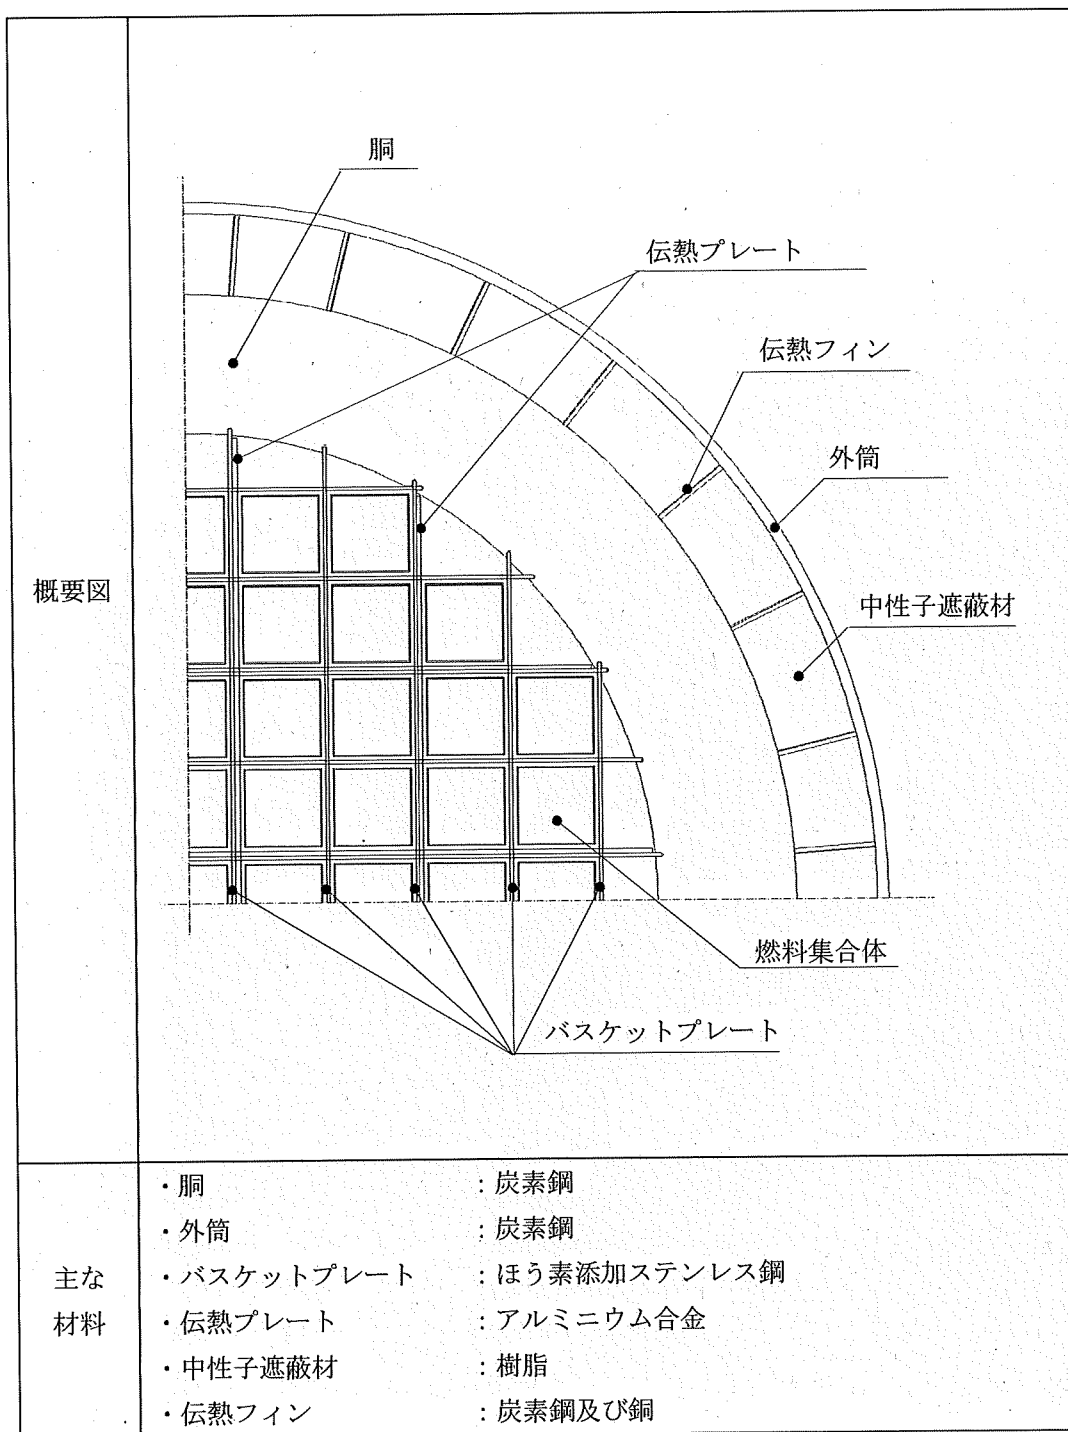 胴
伝熱プレート
伝熱フィン
外筒
概要図
中性子遮蔽材
燃料集合体
バスケットプレート
主な
材料
・胴 : 炭素鋼
・外筒 : 炭素鋼
・バスケットプレート : ほう素添加ステンレス鋼
・伝熱プレート : アルミニウム合金
・中性子遮蔽材 : 樹脂
・伝熱フィン : 炭素鋼及び銅